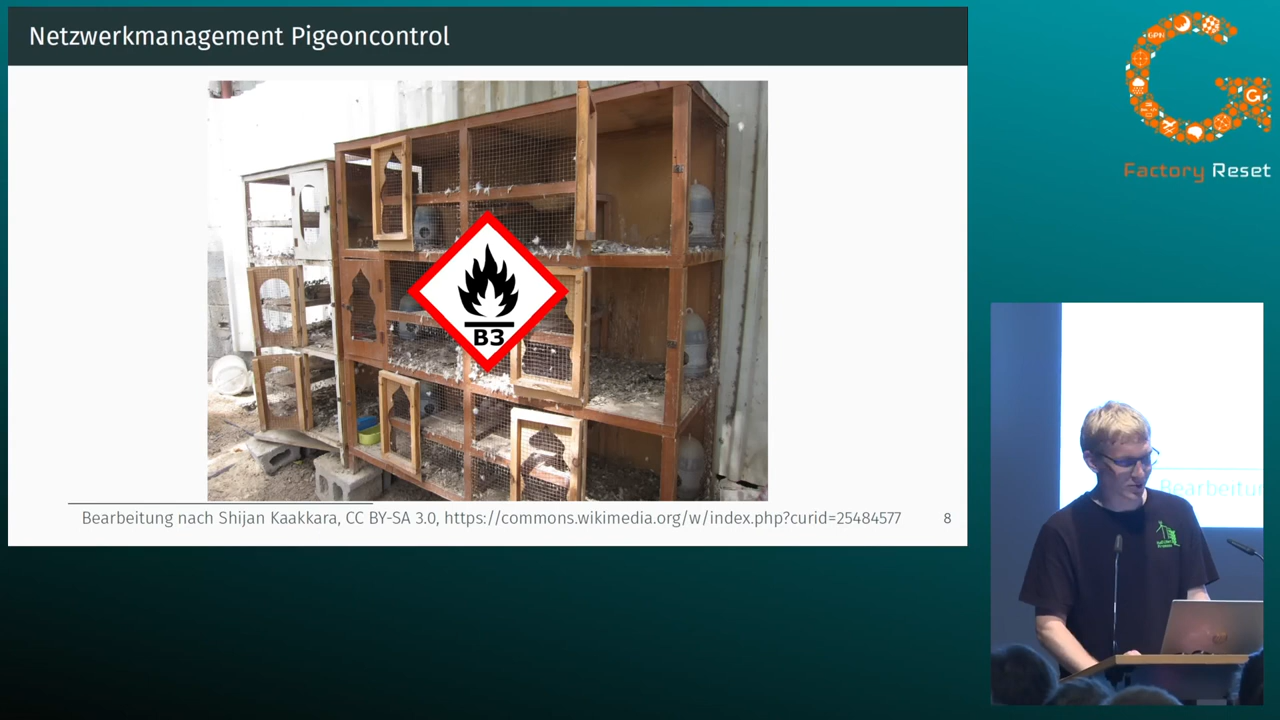 Netzwerkmanagement Pigeoncontrol
B3
Bearbeitung nach Shijan Kaakkara, CC BY-SA 3.0, https://commons.wikimedia.org/w/index.php?curid=25484577
8
GPN
Factory Reset
Bearbeitu